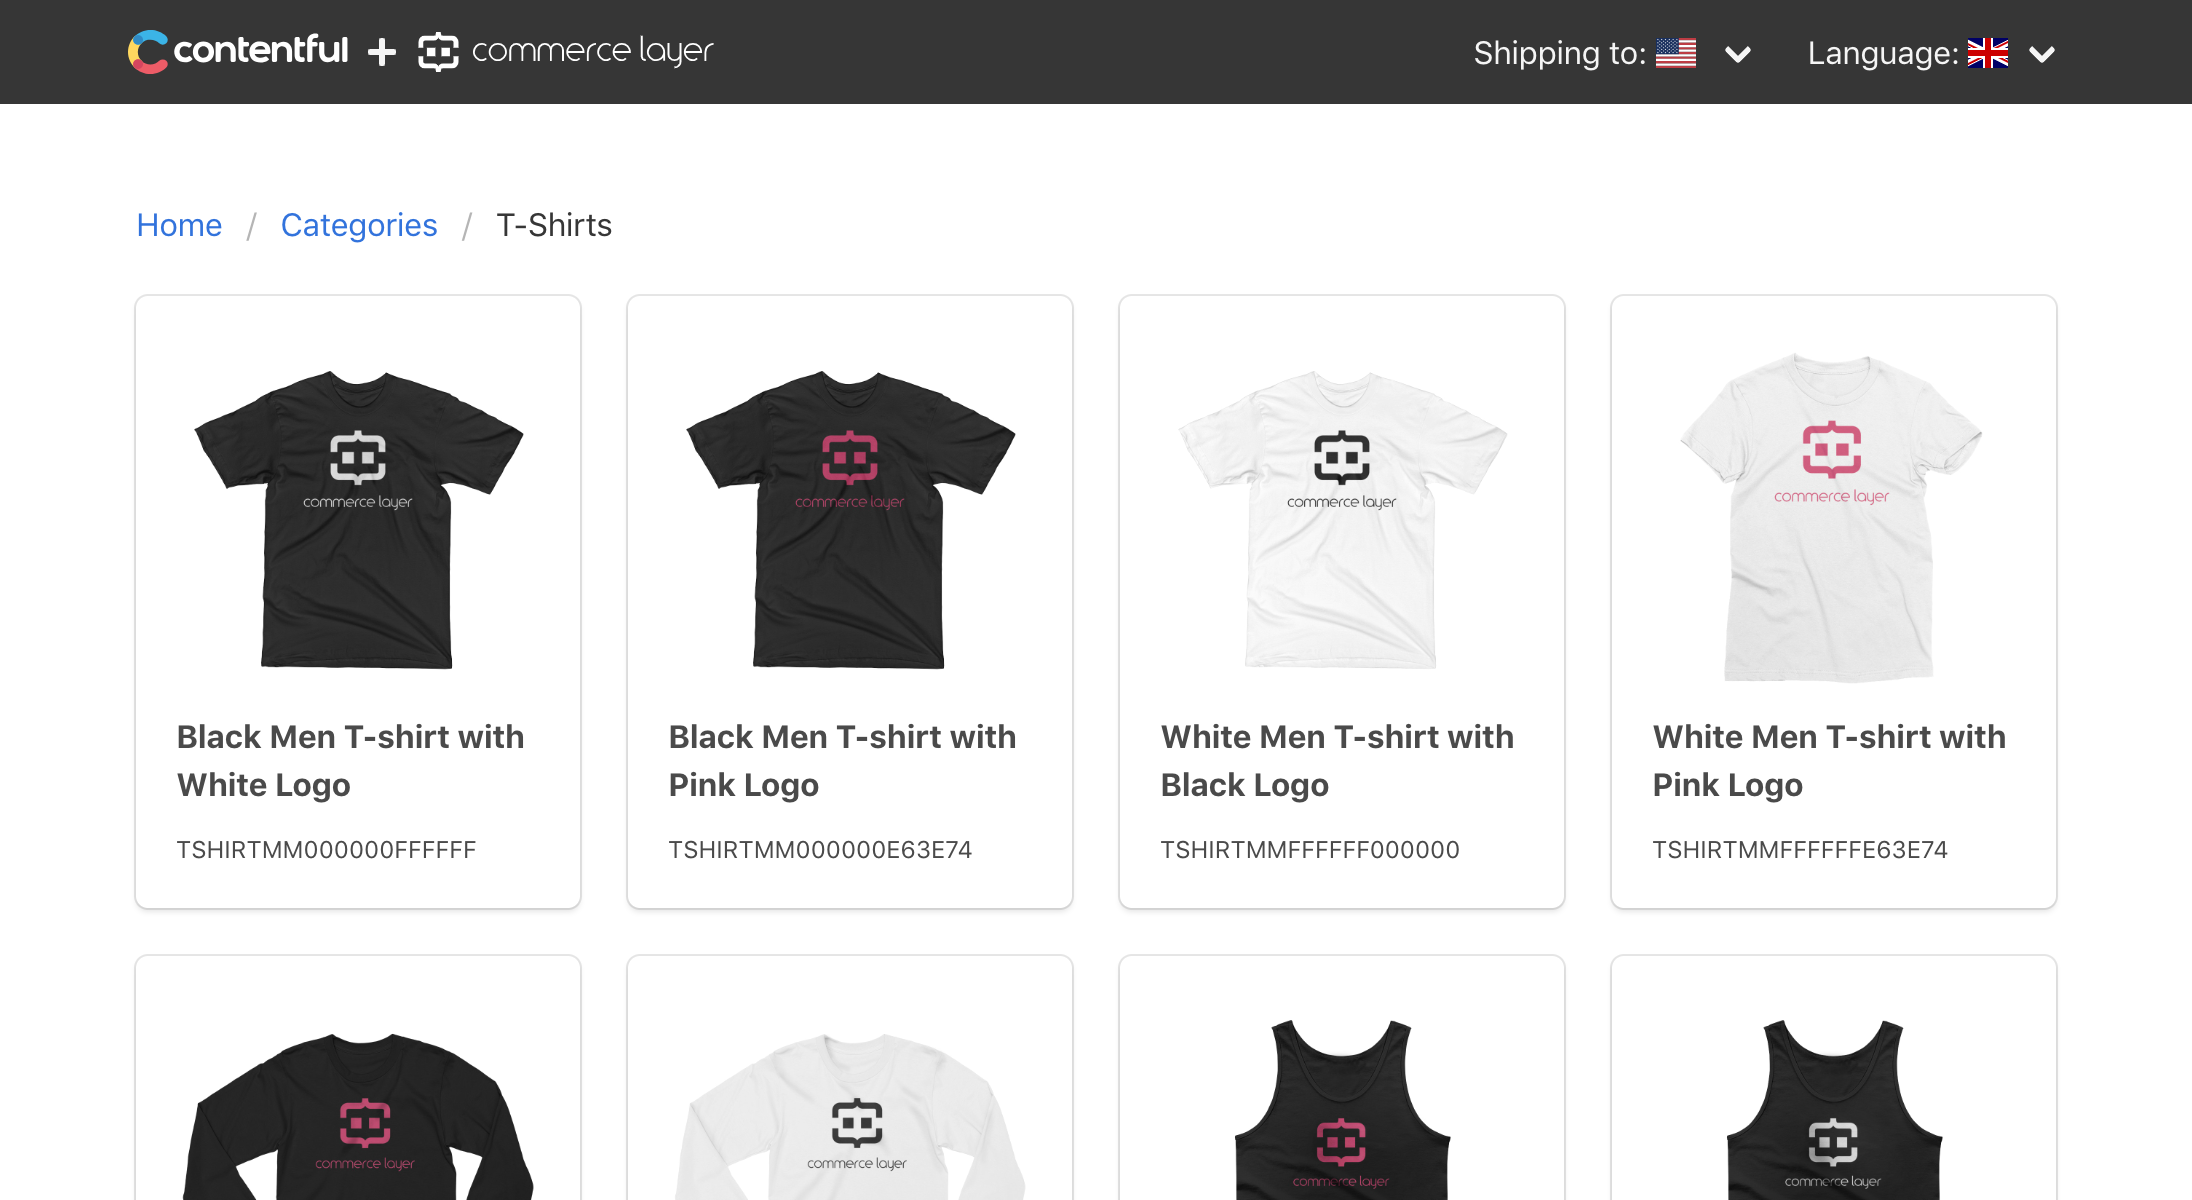 contentful + commerce layer
Shipping to:
Language:
Home / Categories / T-Shirts
commerce layer
commerce layer
commerce layer
commerce layer
Black Men T-shirt with
White Logo
TSHIRTMM000000FFFFFF
Black Men T-shirt with
Pink Logo
TSHIRTMM000000E63E74
White Men T-shirt with
Black Logo
TSHIRTMMFFFFFF000000
White Men T-shirt with
Pink Logo
TSHIRTMMFFFFFFE63E74
commerce layer
commerce layer
commerce layer
commerce layer